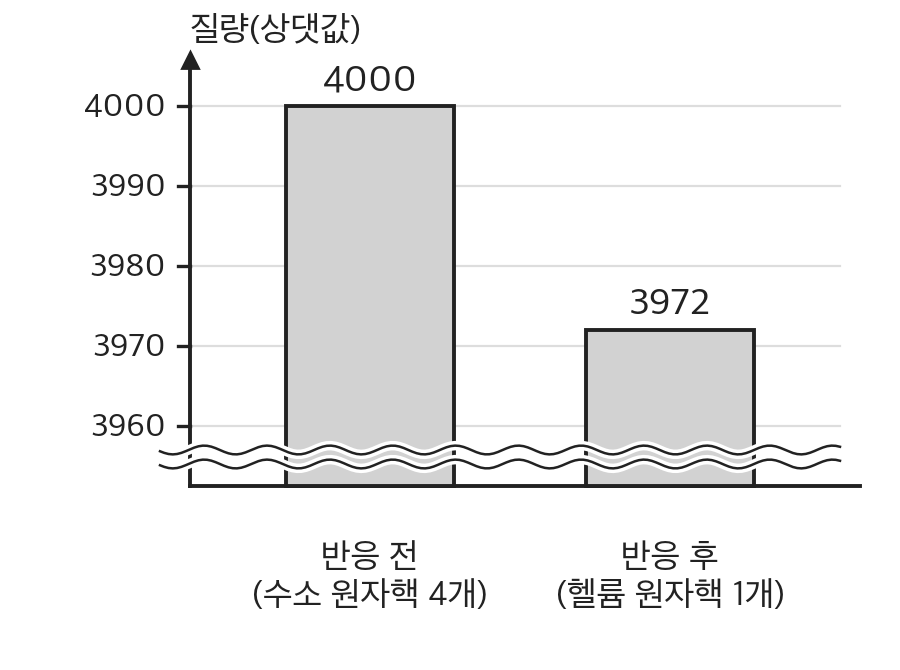 질량(상댓값)
4000
4000
3990
3980
3972
3970
3960
반응 전
(수소 원자핵 4개)
반응 후
(헬륨 원자핵 1개)